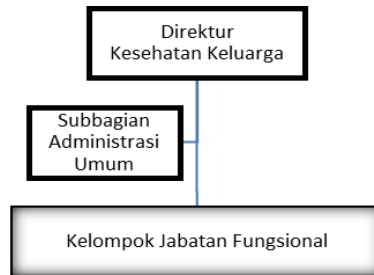 Direktur
Kesehatan Keluarga
Subbagian
Administrasi
Umum
Kelompok Jabatan Fungsional